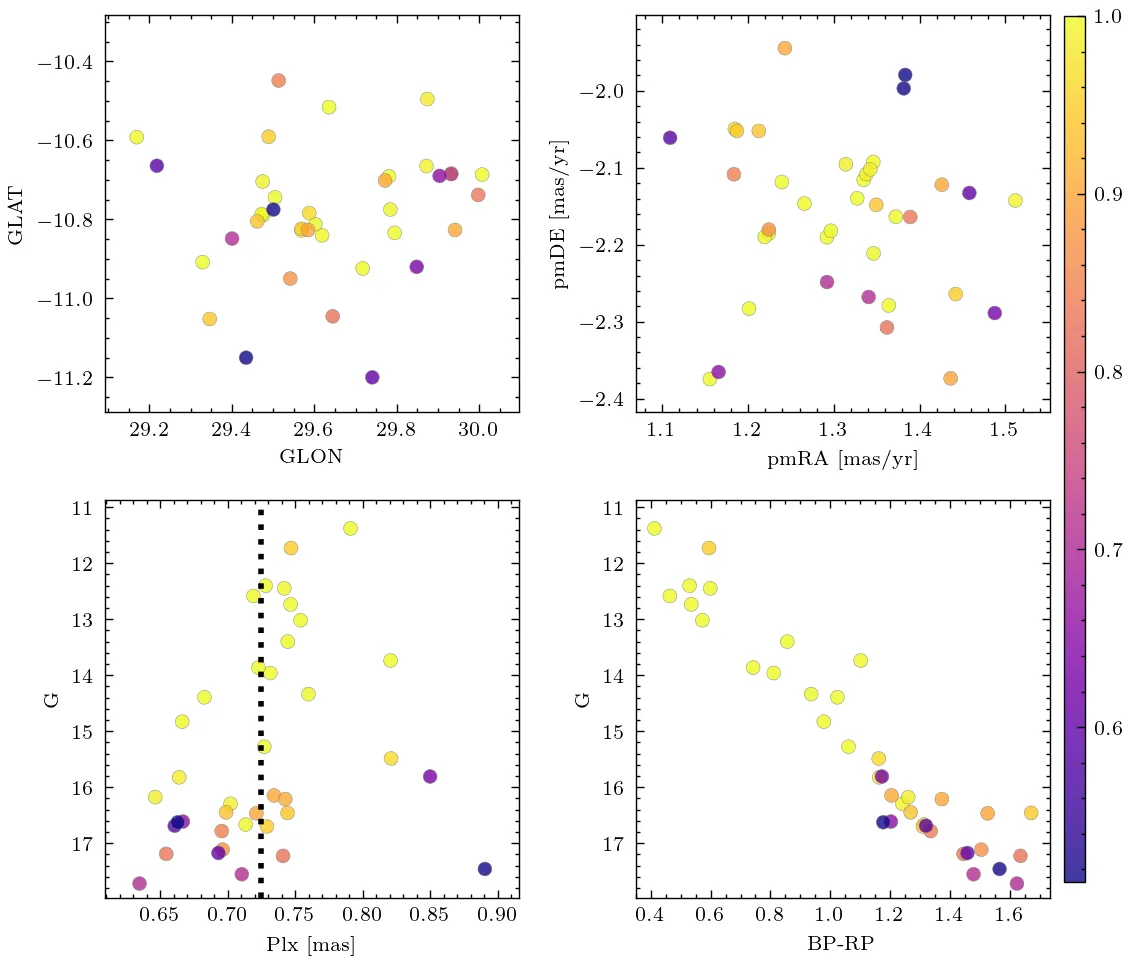 −10.4
−10.6
−10.8
−11.0
−11.2
GLAT
29.2 29.4 29.6 29.8 30.0
GLON
−2.0
−2.1
−2.2
−2.3
−2.4
pmDE [mas/yr]
1.1 1.2 1.3 1.4 1.5
pmRA [mas/yr]
11
12
13
14
15
16
17
G
0.65 0.70 0.75 0.80 0.85 0.90
Plx [mas]
11
12
13
14
15
16
17
G
0.4 0.6 0.8 1.0 1.2 1.4 1.6
BP-RP
1.0
0.9
0.8
0.7
0.6